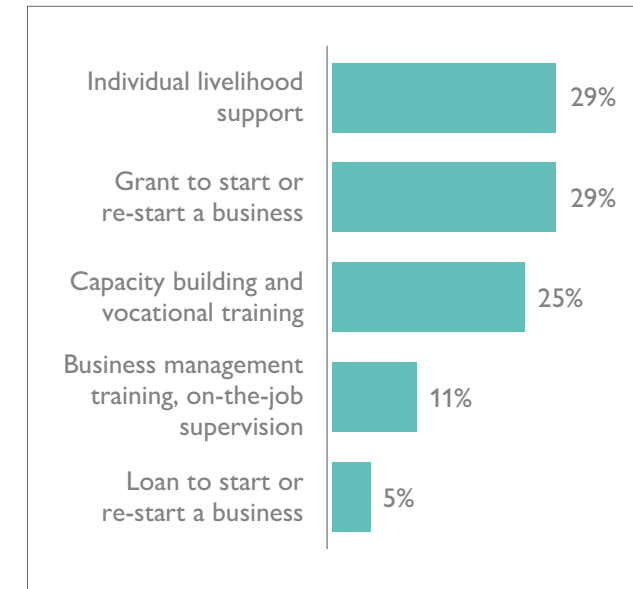 Individual livelihood
support
29%
Grant to start or
re-start a business
29%
Capacity building and
vocational training
25%
Business management
training, on-the-job
supervision
11%
Loan to start or
re-start a business
5%